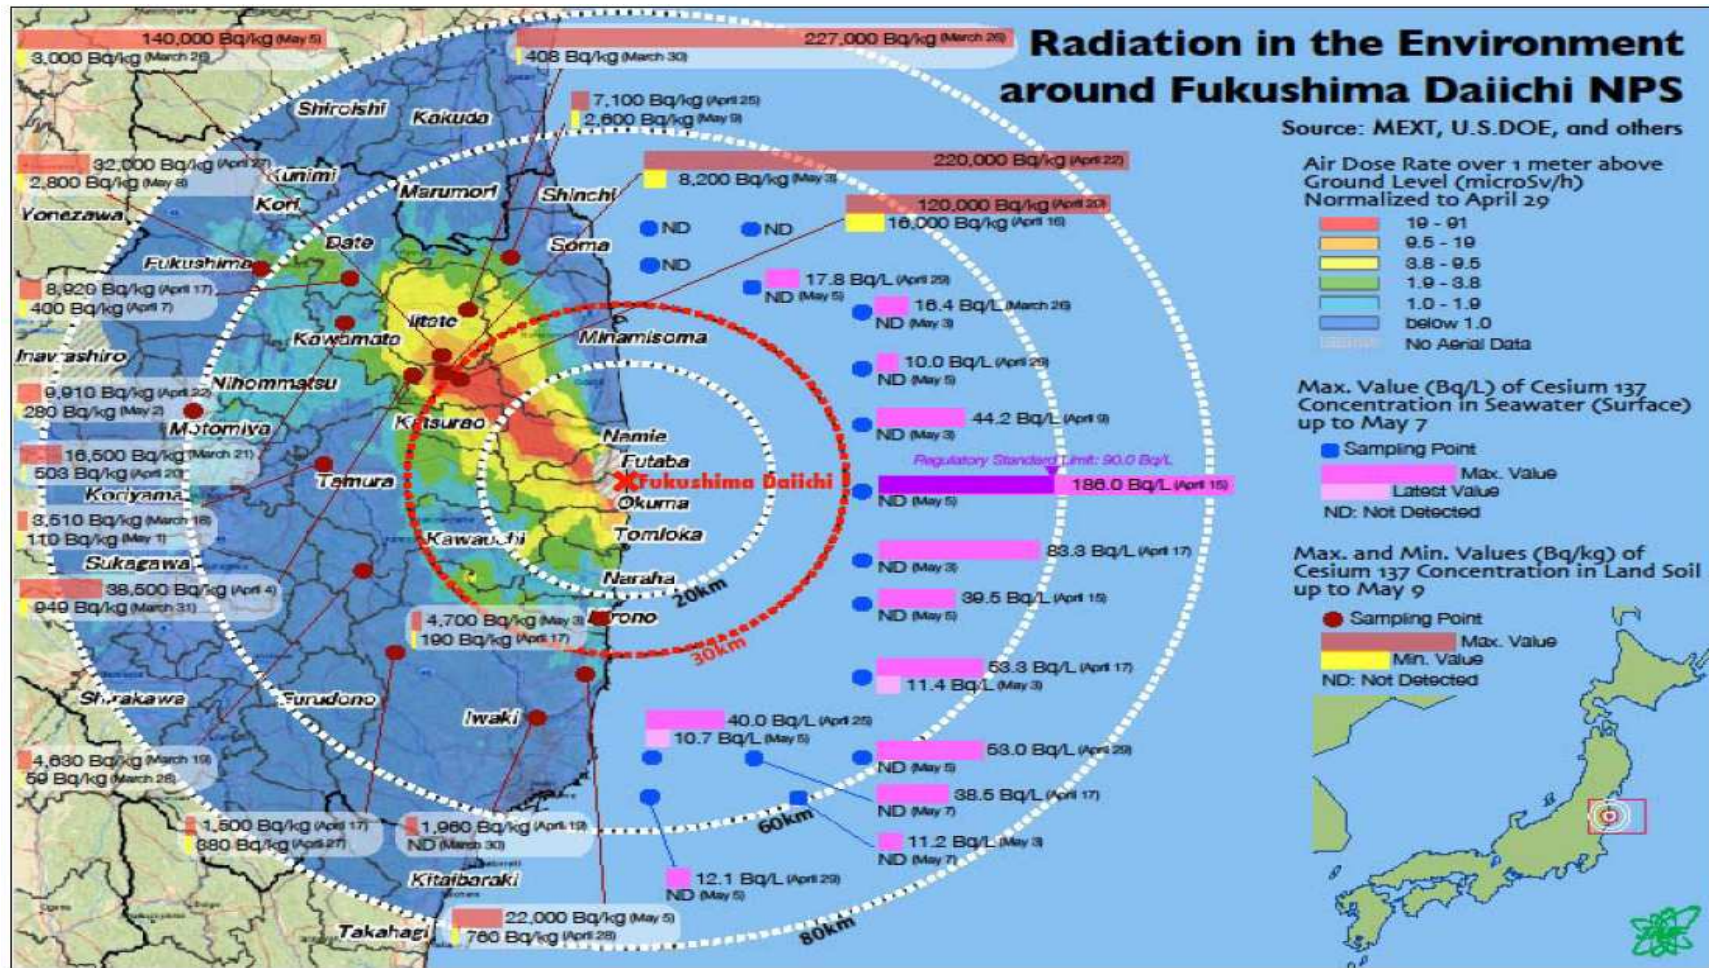 Radiation in the Environment
around Fukushima Daiichi NPS
Source: MEXT, U.S.DOE, and others
Air Dose Rate over 1 meter above
Ground Level (microSv/h)
Normalized to April 29
19 - 91
9.5 - 19
3.8 - 9.5
1.9 - 3.8
1.0 - 1.9
below 1.0
No Aerial Data
Max. Value (Bq/L) of Cesium 137
Concentration in Seawater (Surface)
up to May 7
Sampling Point
Max. Value
Latest Value
ND: Not Detected
Max. and Min. Values (Bq/kg) of
Cesium 137 Concentration in Land Soil
up to May 9
Sampling Point
Max. Value
Min. Value
ND: Not Detected
140,000 Bq/kg (May 5)
3,000 Bq/kg (March 26)
227,000 Bq/kg (March 26)
408 Bq/kg (March 30)
7,100 Bq/kg (April 25)
2,600 Bq/kg (May 9)
220,000 Bq/kg (April 22)
8,200 Bq/kg (May 3)
120,000 Bq/kg (April 20)
16,000 Bq/kg (April 16)
32,000 Bq/kg (April 27)
2,800 Bq/kg (May 8)
8,920 Bq/kg (April 17)
400 Bq/kg (April 7)
9,910 Bq/kg (April 22)
280 Bq/kg (May 2)
16,500 Bq/kg (March 21)
503 Bq/kg (April 20)
3,510 Bq/kg (March 18)
110 Bq/kg (May 1)
38,500 Bq/kg (April 4)
949 Bq/kg (March 31)
4,630 Bq/kg (March 19)
59 Bq/kg (March 28)
4,700 Bq/kg (May 3)
190 Bq/kg (April 17)
1,500 Bq/kg (April 17)
380 Bq/kg (April 27)
1,960 Bq/kg (April 19)
ND (March 30)
22,000 Bq/kg (May 5)
760 Bq/kg (April 28)
Shiroishi
Kakuda
Kunimi
Marumori
Shinchi
Yonezawa
Kori
Date
Soma
Fukushima
Iitate
Kawamata
Minamisoma
Inawashiro
Nihommatsu
Motomiya
Katsurao
Namie
Futaba
Fukushima Daiichi
Tamura
Koriyama
Okuma
Kawauchi
Tomioka
Sukagawa
Naraha
Hirono
Shirakawa
Furudono
Iwaki
Kitaibaraki
Takahagi
20km
30km
60km
80km
ND
ND
ND
17.8 Bq/L (April 29)
ND (May 5)
16.4 Bq/L (March 26)
ND (May 3)
10.0 Bq/L (April 29)
ND (May 5)
44.2 Bq/L (April 9)
ND (May 3)
Regulatory Standard Limit: 90.0 Bq/L
186.0 Bq/L (April 15)
ND (May 5)
83.3 Bq/L (April 17)
ND (May 3)
39.5 Bq/L (April 15)
ND (May 5)
53.3 Bq/L (April 17)
11.4 Bq/L (May 3)
40.0 Bq/L (April 25)
10.7 Bq/L (May 5)
53.0 Bq/L (April 29)
ND (May 5)
38.5 Bq/L (April 17)
ND (May 7)
11.2 Bq/L (May 3)
ND (May 7)
12.1 Bq/L (April 29)
ND (May 5)